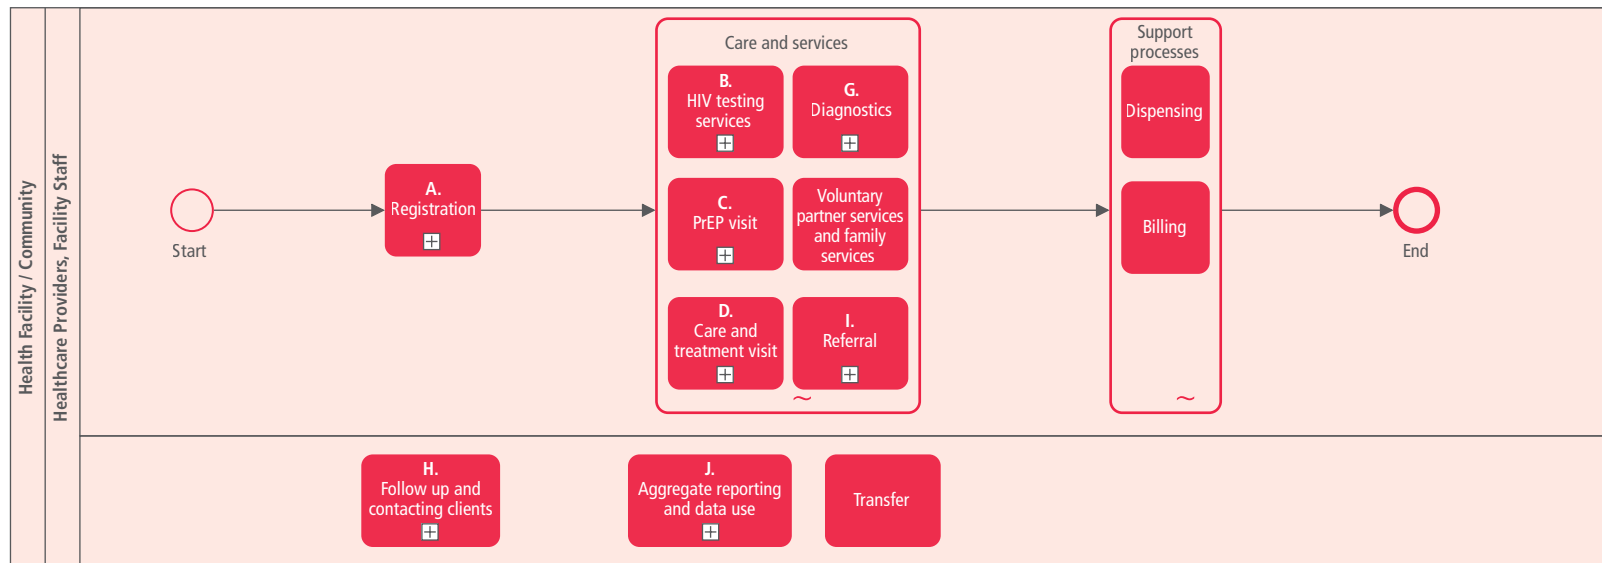 Health Facility / Community
Healthcare Providers, Facility Staff
Start
A.
Registration
Care and services
B.
HIV testing
services
G.
Diagnostics
C.
PrEP visit
Voluntary
partner services
and family
services
D.
Care and
treatment visit
I.
Referral
Support
processes
Dispensing
Billing
End
H.
Follow up and
contacting clients
J.
Aggregate reporting
and data use
Transfer